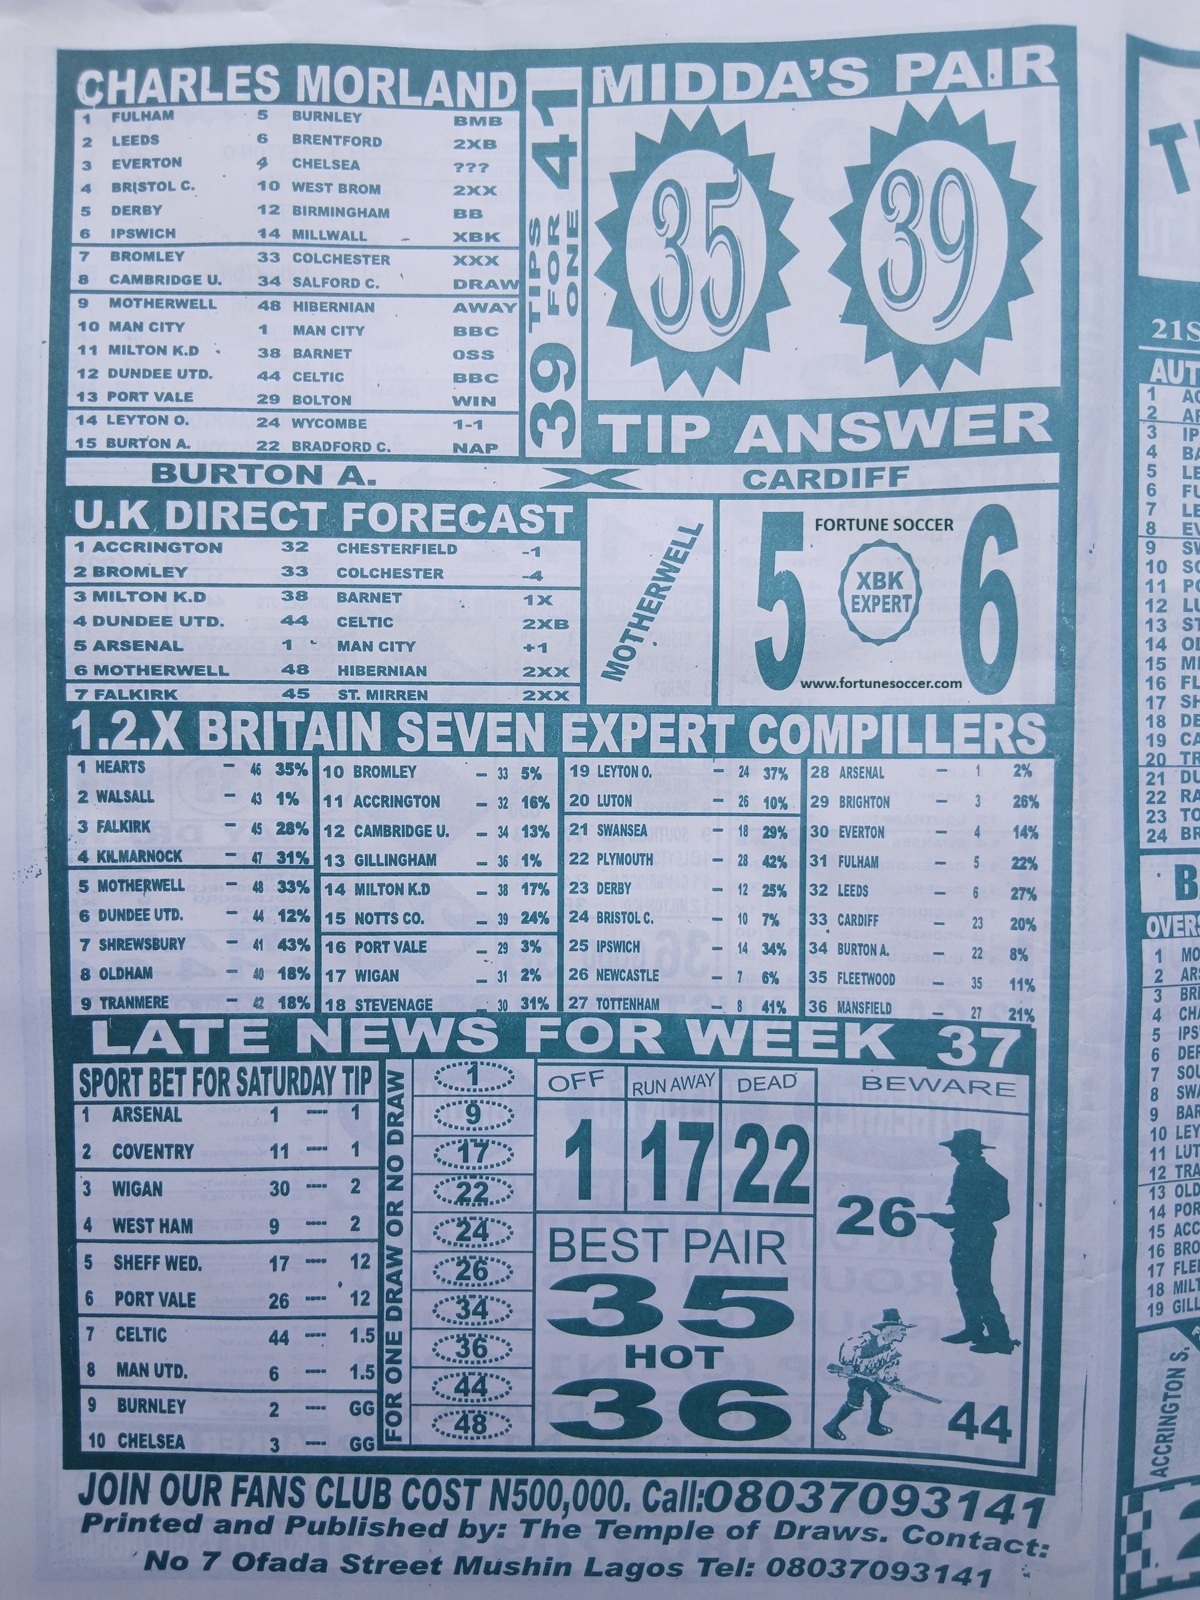 CHARLES MORLAND
1 FULHAM 5 BURNLEY BMB
2 LEEDS 6 BRENTFORD 2XB
3 EVERTON 4 CHELSEA ???
4 BRISTOL C. 10 WEST BROM 2XX
5 DERBY 12 BIRMINGHAM BB
6 IPSWICH 14 MILLWALL XBK
7 BROMLEY 33 COLCHESTER XXX
8 CAMBRIDGE U. 34 SALFORD C. DRAW
9 MOTHERWELL 48 HIBERNIAN AWAY
10 MAN CITY 1 MAN CITY BBC
11 MILTON K.D 38 BARNET OSS
12 DUNDEE UTD. 44 CELTIC BBC
13 PORT VALE 29 BOLTON WIN
14 LEYTON O. 24 WYCOMBE 1-1
15 BURTON A. 22 BRADFORD C. NAP
39 TIPS FOR ONE 41
MIDDA'S PAIR
35 39
TIP ANSWER
BURTON A. X CARDIFF
U.K DIRECT FORECAST
1 ACCRINGTON 32 CHESTERFIELD -1
2 BROMLEY 33 COLCHESTER -4
3 MILTON K.D 38 BARNET 1X
4 DUNDEE UTD. 44 CELTIC 2XB
5 ARSENAL 1 MAN CITY +1
6 MOTHERWELL 48 HIBERNIAN 2XX
7 FALKIRK 45 ST. MIRREN 2XX
MOTHERWELL
FORTUNE SOCCER
5 XBK EXPERT 6
www.fortunesoccer.com
1.2.X BRITAIN SEVEN EXPERT COMPILLERS
1 HEARTS - 46 35%
2 WALSALL - 43 1%
3 FALKIRK - 45 28%
4 KILMARNOCK - 47 31%
5 MOTHERWELL - 48 33%
6 DUNDEE UTD. - 44 12%
7 SHREWSBURY - 41 43%
8 OLDHAM - 40 18%
9 TRANMERE - 42 18%
10 BROMLEY - 33 5%
11 ACCRINGTON - 32 16%
12 CAMBRIDGE U. - 34 13%
13 GILLINGHAM - 36 1%
14 MILTON K.D - 38 17%
15 NOTTS CO. - 39 24%
16 PORT VALE - 29 3%
17 WIGAN - 31 2%
18 STEVENAGE - 30 31%
19 LEYTON O. - 24 37%
20 LUTON - 26 10%
21 SWANSEA - 18 29%
22 PLYMOUTH - 28 42%
23 DERBY - 12 25%
24 BRISTOL C. - 10 7%
25 IPSWICH - 14 34%
26 NEWCASTLE - 7 6%
27 TOTTENHAM - 8 41%
28 ARSENAL - 1 2%
29 BRIGHTON - 3 26%
30 EVERTON - 4 14%
31 FULHAM - 5 22%
32 LEEDS - 6 27%
33 CARDIFF - 23 20%
34 BURTON A. - 22 8%
35 FLEETWOOD - 35 11%
36 MANSFIELD - 27 21%
LATE NEWS FOR WEEK 37
SPORT BET FOR SATURDAY TIP
1 ARSENAL 1 ---- 1
2 COVENTRY 11 ---- 1
3 WIGAN 30 ---- 2
4 WEST HAM 9 ---- 2
5 SHEFF WED. 17 ---- 12
6 PORT VALE 26 ---- 12
7 CELTIC 44 ---- 1.5
8 MAN UTD. 6 ---- 1.5
9 BURNLEY 2 ---- GG
10 CHELSEA 3 ---- GG
FOR ONE DRAW OR NO DRAW
1
9
17
22
24
26
34
36
44
48
OFF RUN AWAY DEAD
1 17 22
BEST PAIR
35
HOT
36
BEWARE
26
44
JOIN OUR FANS CLUB COST N500,000. Call:08037093141
Printed and Published by: The Temple of Draws. Contact:
No 7 Ofada Street Mushin Lagos Tel: 08037093141